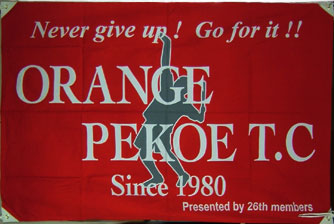 Never give up! Go for it!!
ORANGE
PEKOE T.C
Since 1980
Presented by 26th members